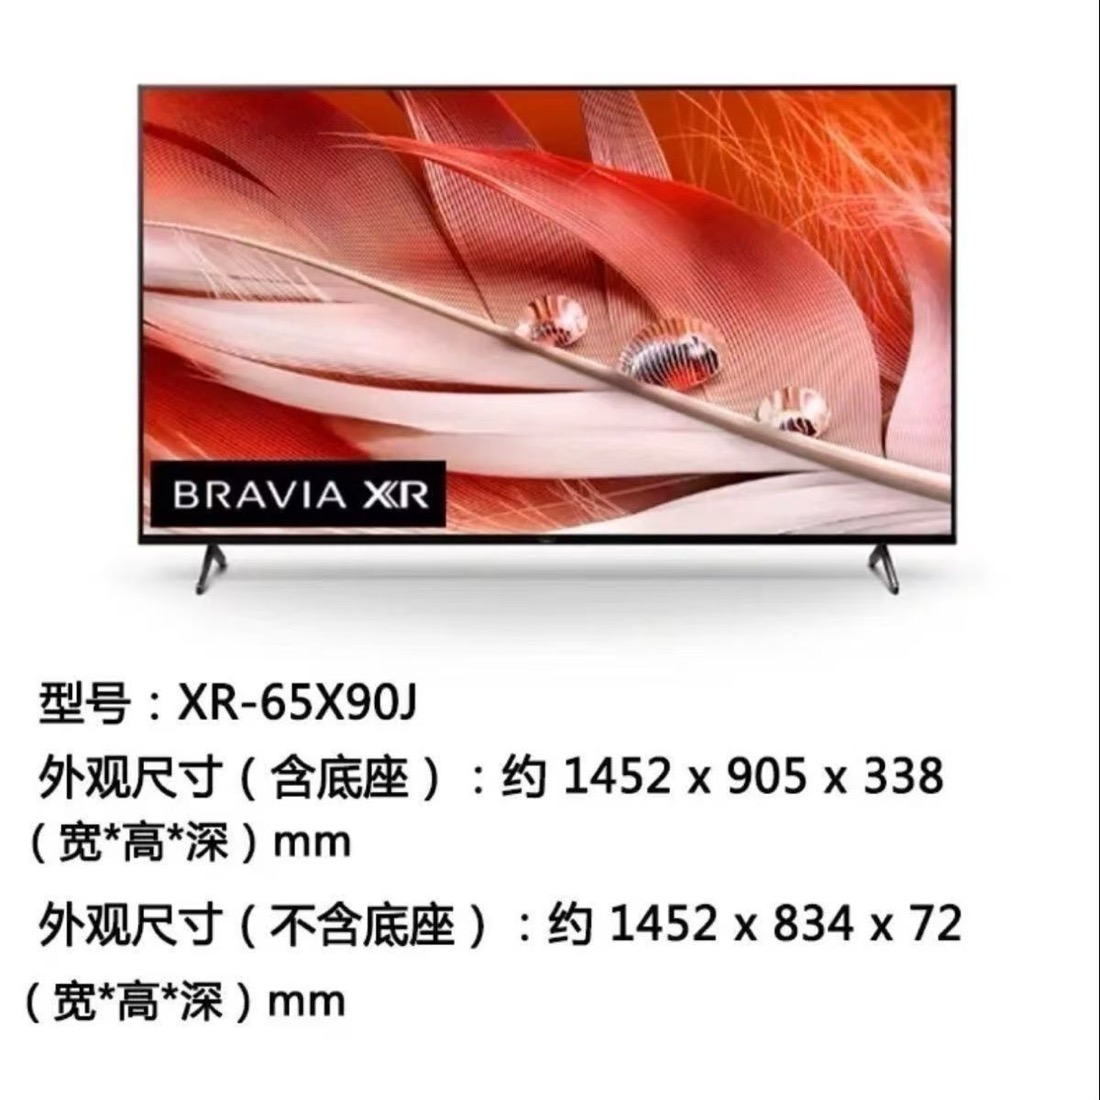 BRAVIA XR
型号：XR-65X90J
外观尺寸（含底座）：约 1452 x 905 x 338
（宽*高*深）mm
外观尺寸（不含底座）：约 1452 x 834 x 72
（宽*高*深）mm